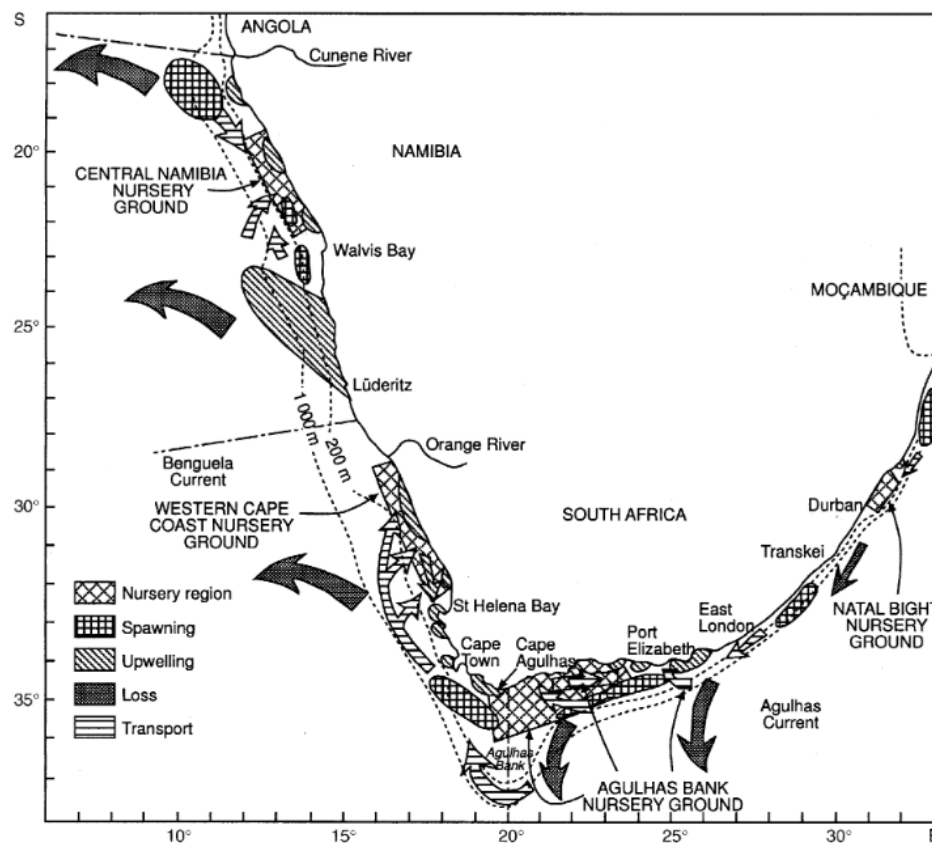 S
ANGOLA
Cunene River
20°
NAMIBIA
CENTRAL NAMIBIA
NURSERY
GROUND
Walvis Bay
MOÇAMBIQUE
25°
Lüderitz
1 000 m
200 m
Orange River
Benguela
Current
30°
WESTERN CAPE
COAST NURSERY
GROUND
SOUTH AFRICA
Durban
Transkei
Nursery region
Spawning
Upwelling
Loss
Transport
St Helena Bay
East
London
NATAL BIGHT
NURSERY
GROUND
Cape
Town
Cape
Agulhas
Port
Elizabeth
35°
Agulhas
Current
Agulhas
Bank
AGULHAS BANK
NURSERY GROUND
10°
15°
20°
25°
30°
E